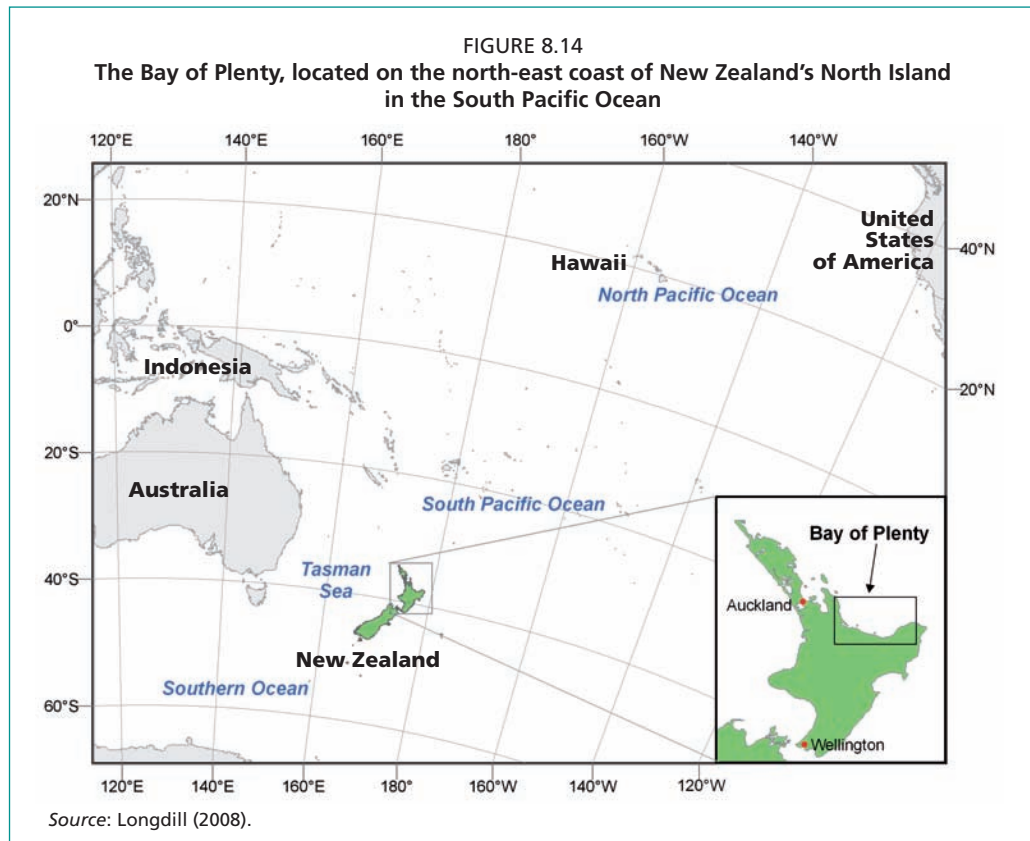 FIGURE 8.14
The Bay of Plenty, located on the north-east coast of New Zealand's North Island
in the South Pacific Ocean
120°E 140°E 160°E 180° 160°W 140°W
20°N
United
States
of America
40°N
Hawaii
North Pacific Ocean
0°
Indonesia
20°N
20°S
Australia
South Pacific Ocean
Bay of Plenty
Tasman
Sea
40°S
Auckland
New Zealand
Southern Ocean
60°S
Wellington
120°E 140°E 160°E 180° 160°W 140°W 120°W
Source: Longdill (2008).